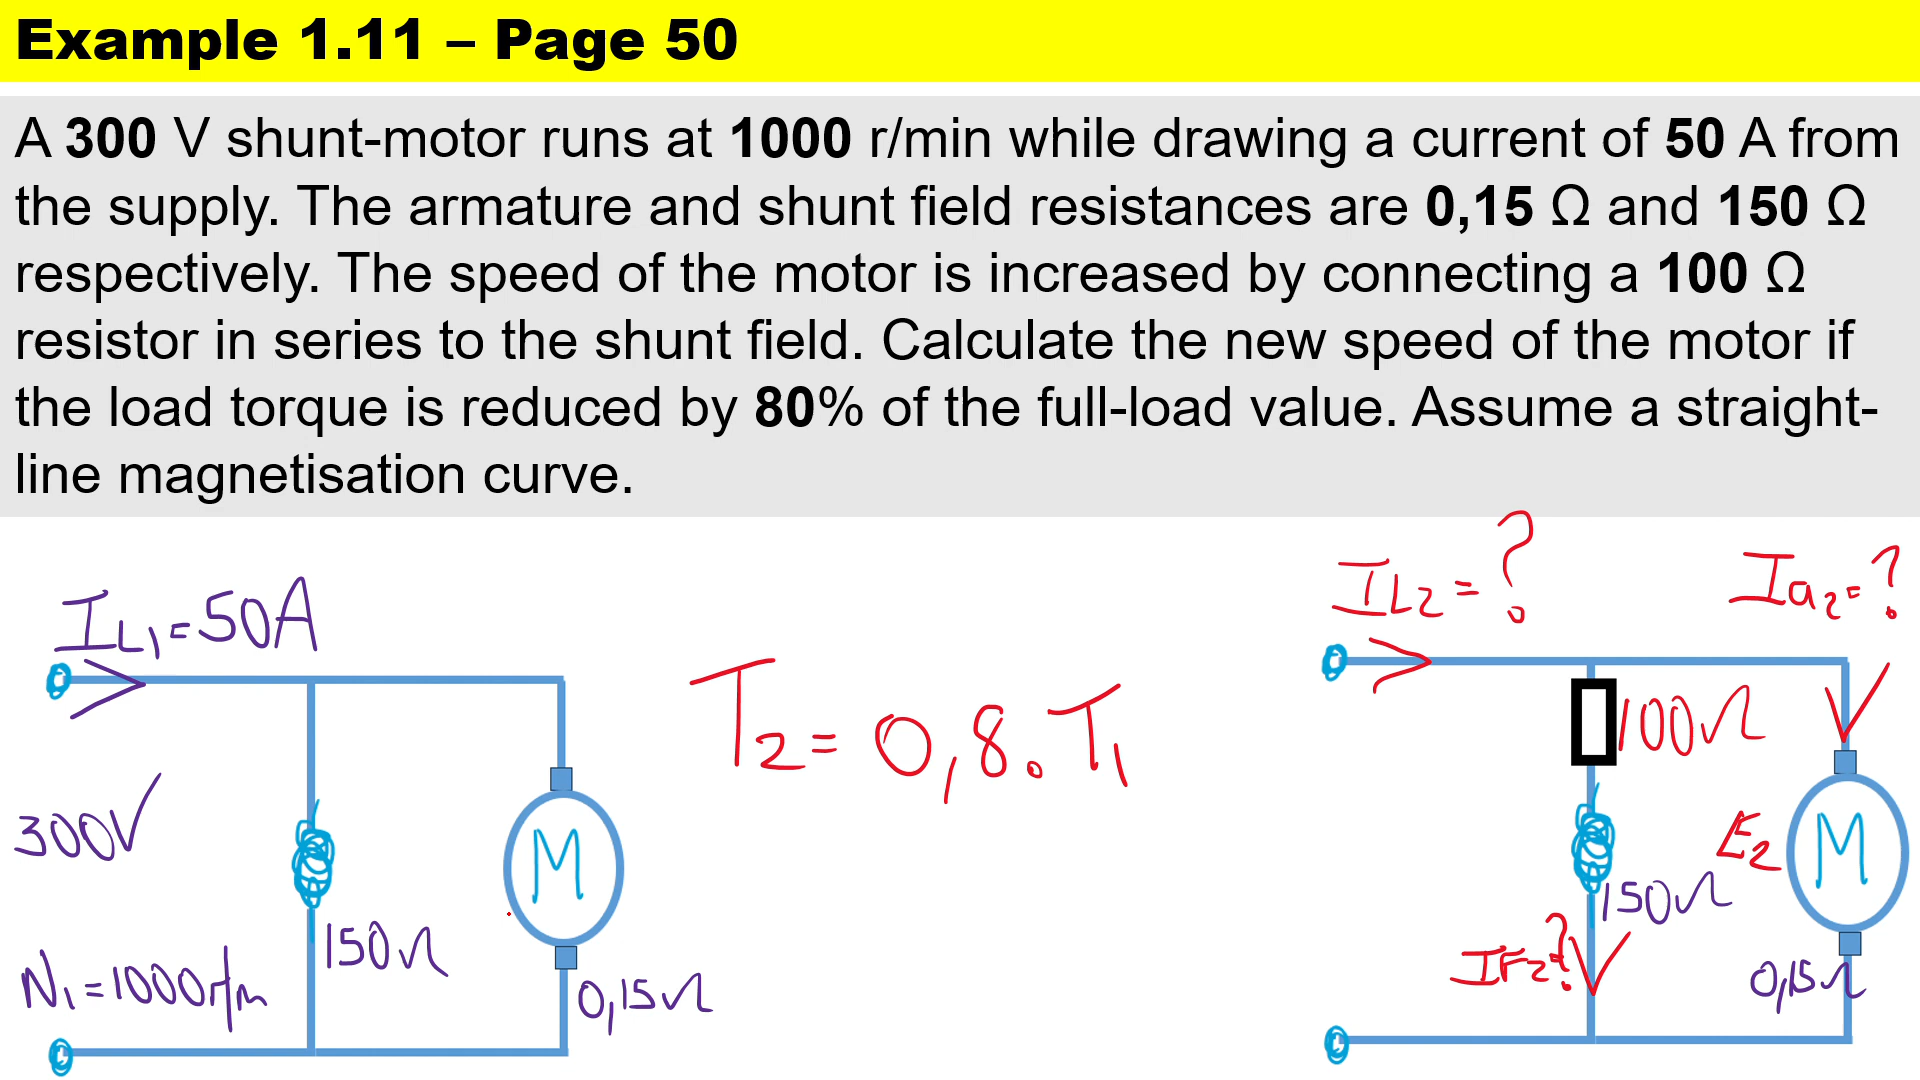 Example 1.11 – Page 50
A 300 V shunt-motor runs at 1000 r/min while drawing a current of 50 A from
the supply. The armature and shunt field resistances are 0,15 Ω and 150 Ω
respectively. The speed of the motor is increased by connecting a 100 Ω
resistor in series to the shunt field. Calculate the new speed of the motor if
the load torque is reduced by 80% of the full-load value. Assume a straight-
line magnetisation curve.
IL1=50A
300V
N1=1000r/m
150Ω
M
0,15Ω
T2= 0,8.T1
IL2=?
Ia2=?
100Ω
E2
M
150Ω
IF2?
0,15Ω